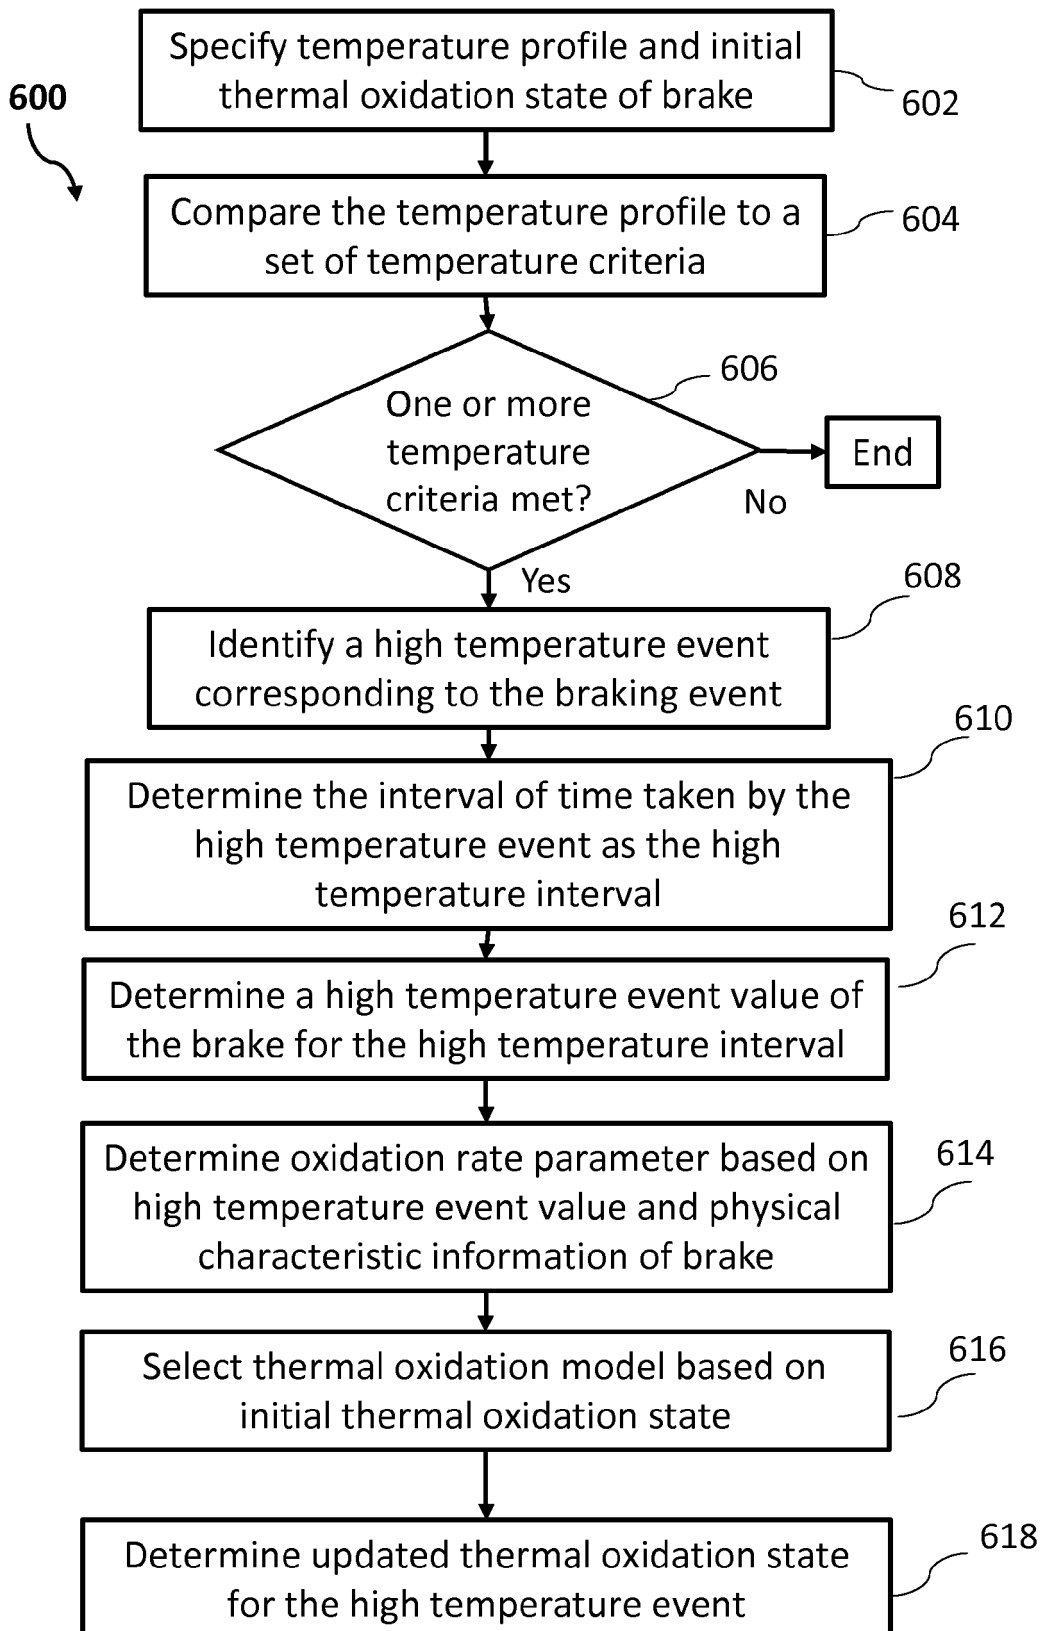 Specify temperature profile and initial
thermal oxidation state of brake
600
602
Compare the temperature profile to a
set of temperature criteria
604
606
One or more
temperature
criteria met?
End
No
Yes
608
Identify a high temperature event
corresponding to the braking event
610
Determine the interval of time taken by the
high temperature event as the high
temperature interval
612
Determine a high temperature event value of
the brake for the high temperature interval
614
Determine oxidation rate parameter based on
high temperature event value and physical
characteristic information of brake
616
Select thermal oxidation model based on
initial thermal oxidation state
618
Determine updated thermal oxidation state
for the high temperature event